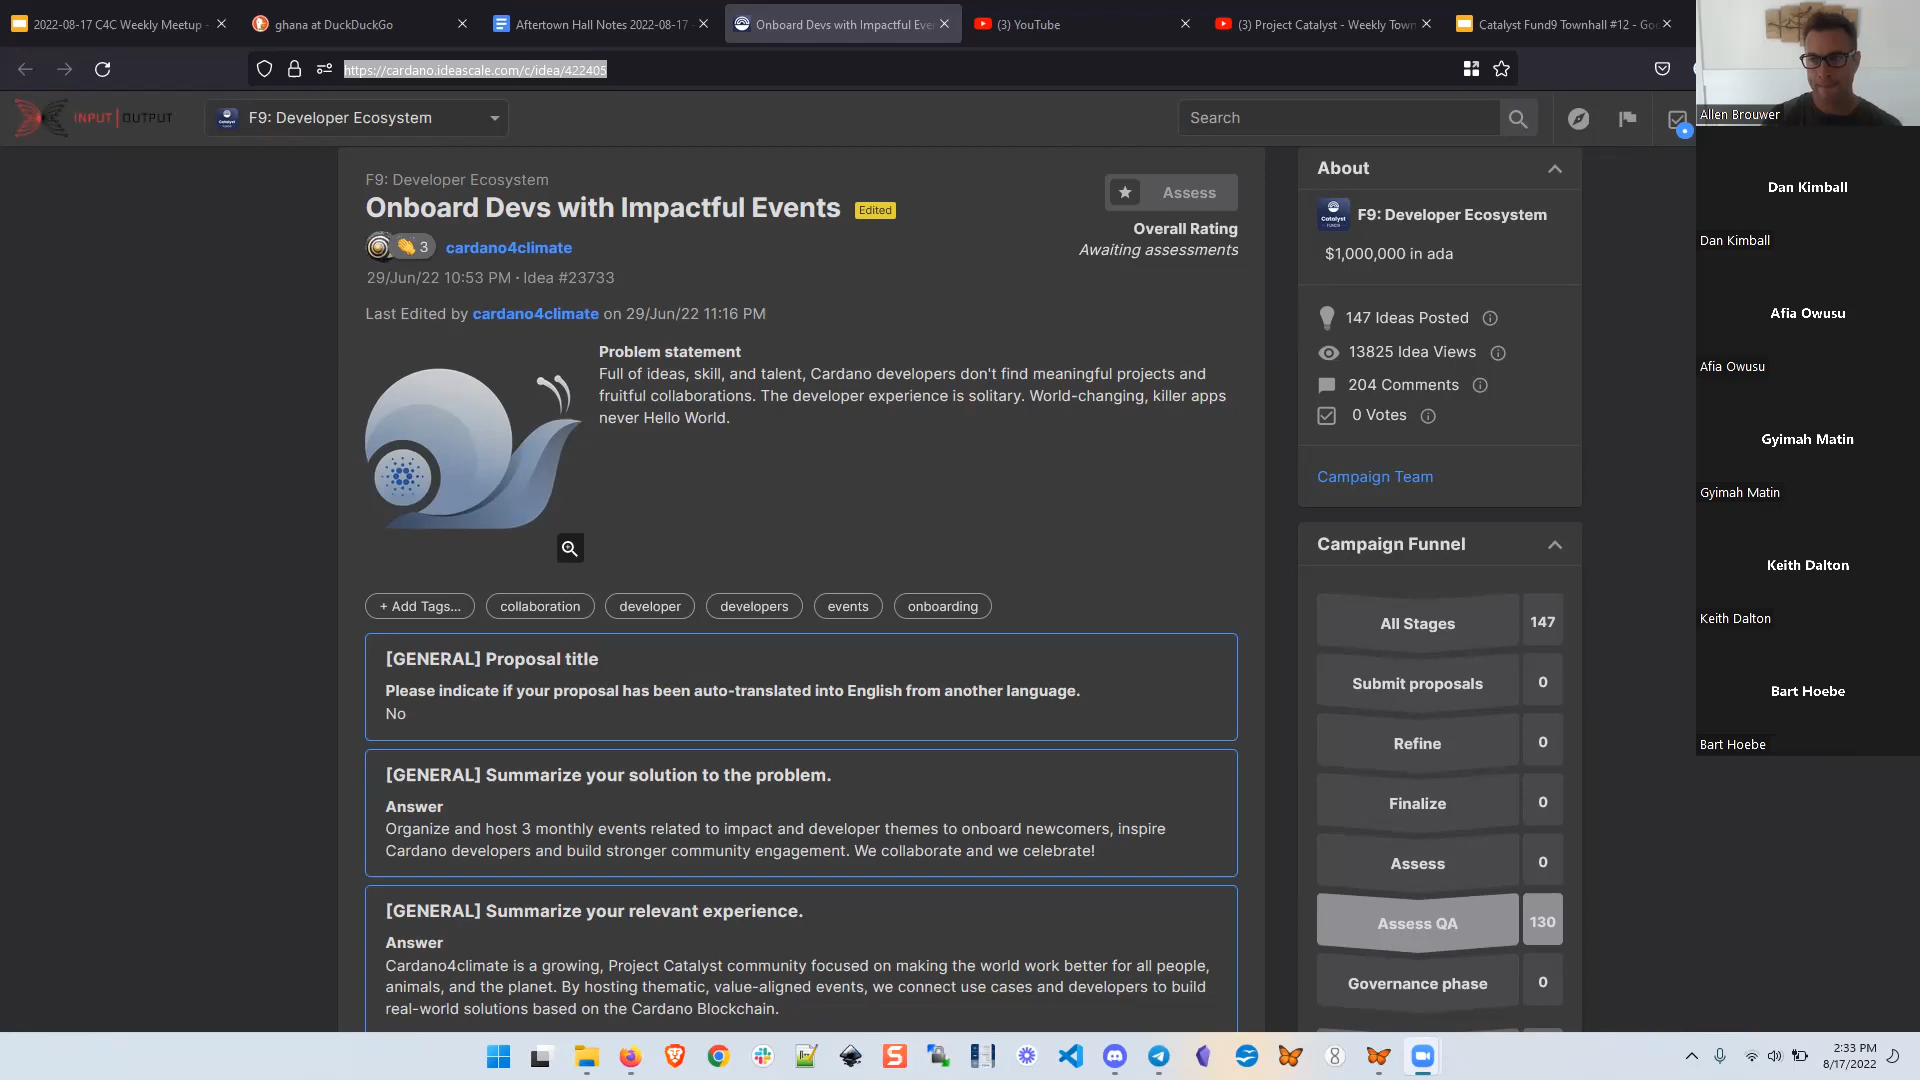 2022-08-17 C4C Weekly Meetup -
ghana at DuckDuckGo
Aftertown Hall Notes 2022-08-17 -
Onboard Devs with Impactful Eve
(3) YouTube
(3) Project Catalyst - Weekly Town
Catalyst Fund9 Townhall #12 - Goo
https://cardano.ideascale.com/c/idea/422405
INPUT | OUTPUT
F9: Developer Ecosystem
Search
Allen Brouwer
F9: Developer Ecosystem
Onboard Devs with Impactful Events
Edited
Assess
Overall Rating
Awaiting assessments
3
cardano4climate
29/Jun/22 10:53 PM · Idea #23733
Last Edited by cardano4climate on 29/Jun/22 11:16 PM
Problem statement
Full of ideas, skill, and talent, Cardano developers don't find meaningful projects and
fruitful collaborations. The developer experience is solitary. World-changing, killer apps
never Hello World.
+ Add Tags...
collaboration
developer
developers
events
onboarding
[GENERAL] Proposal title
Please indicate if your proposal has been auto-translated into English from another language.
No
[GENERAL] Summarize your solution to the problem.
Answer
Organize and host 3 monthly events related to impact and developer themes to onboard newcomers, inspire
Cardano developers and build stronger community engagement. We collaborate and we celebrate!
[GENERAL] Summarize your relevant experience.
Answer
Cardano4climate is a growing, Project Catalyst community focused on making the world work better for all people,
animals, and the planet. By hosting thematic, value-aligned events, we connect use cases and developers to build
real-world solutions based on the Cardano Blockchain.
About
Catalyst
FUND9
F9: Developer Ecosystem
$1,000,000 in ada
147 Ideas Posted
13825 Idea Views
204 Comments
0 Votes
Campaign Team
Campaign Funnel
All Stages 147
Submit proposals 0
Refine 0
Finalize 0
Assess 0
Assess QA 130
Governance phase 0
Dan Kimball
Dan Kimball
Afia Owusu
Afia Owusu
Gyimah Matin
Gyimah Matin
Keith Dalton
Keith Dalton
Bart Hoebe
Bart Hoebe
2:33 PM
8/17/2022